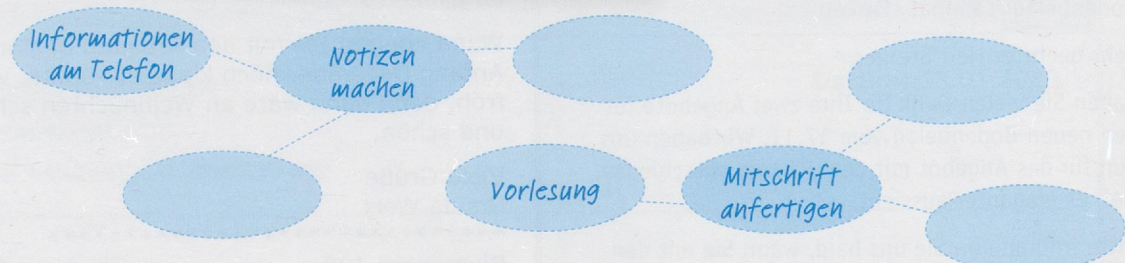 Informationen
am Telefon
Notizen
machen
Vorlesung
Mitschrift
anfertigen